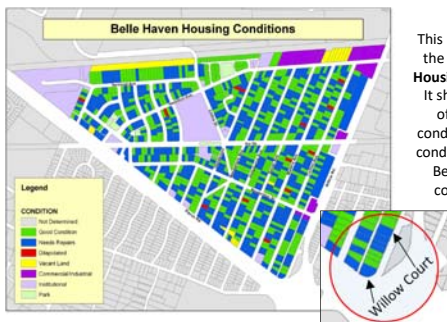 Belle Haven Housing Conditions
Legend
CONDITION
Not Determined
Good Condition
Needs Repairs
Dilapidated
Vacant Land
Commercial/Industrial
Institutional
Park
This
the
Hous
It sh
of
cond
cond
Be
co
Willow Court